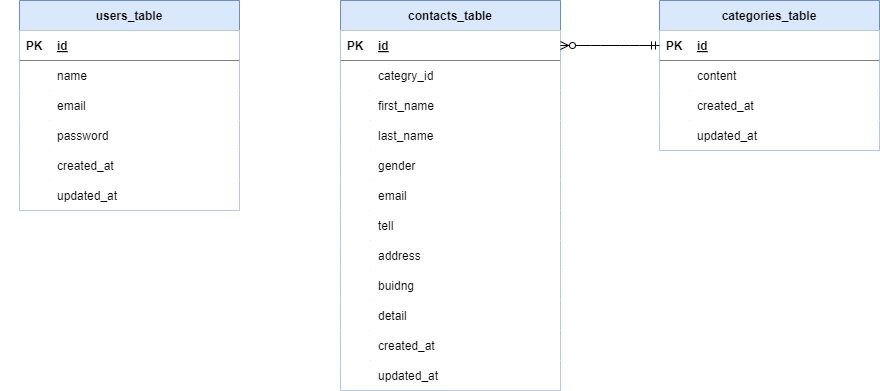 users_table
PK id
name
email
password
created_at
updated_at
contacts_table
PK id
categry_id
first_name
last_name
gender
email
tell
address
buidng
detail
created_at
updated_at
categories_table
PK id
content
created_at
updated_at